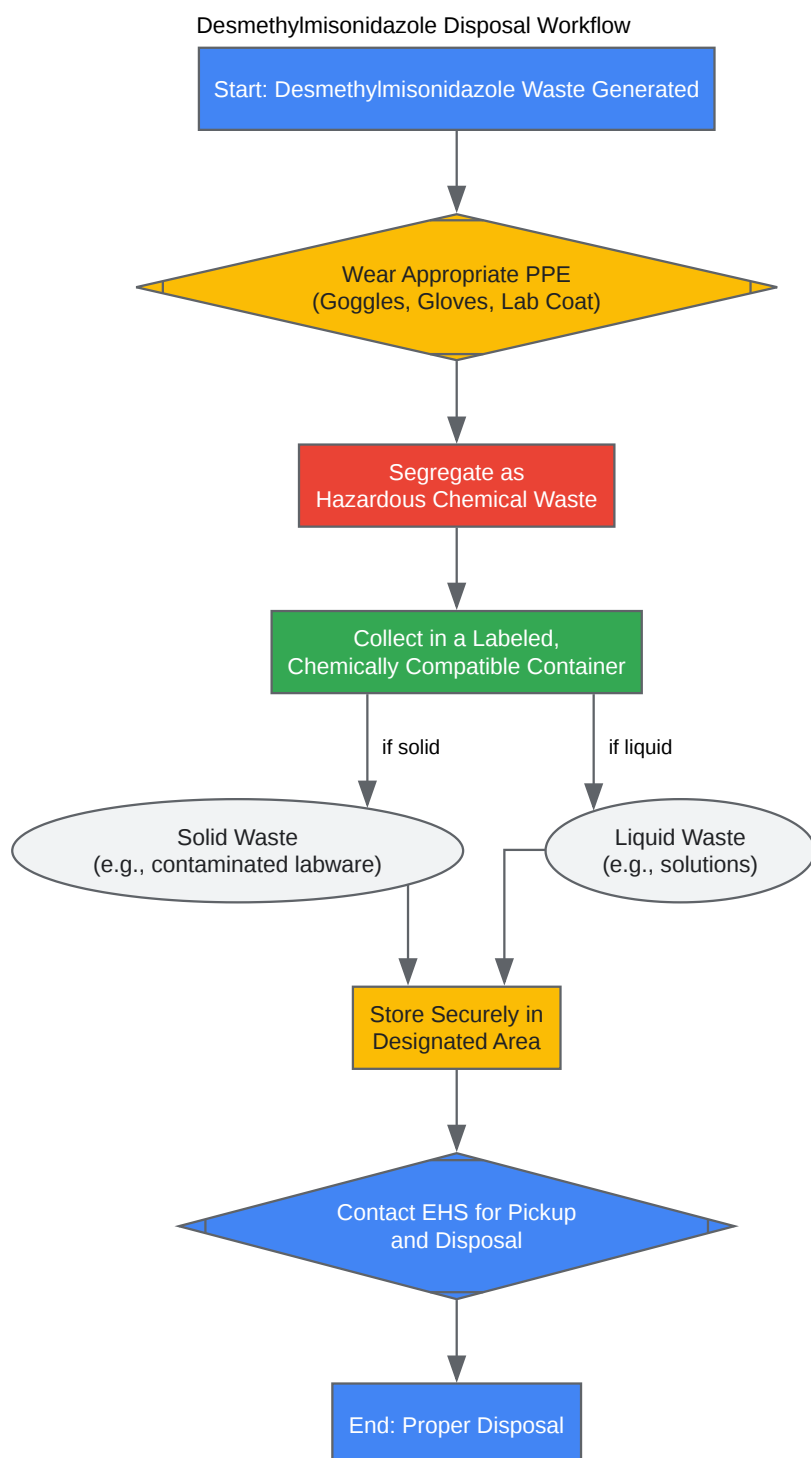 Desmethylmisonidazole Disposal Workflow
Start: Desmethylmisonidazole Waste Generated
Wear Appropriate PPE
(Goggles, Gloves, Lab Coat)
Segregate as
Hazardous Chemical Waste
Collect in a Labeled,
Chemically Compatible Container
if solid
if liquid
Solid Waste
(e.g., contaminated labware)
Liquid Waste
(e.g., solutions)
Store Securely in
Designated Area
Contact EHS for Pickup
and Disposal
End: Proper Disposal